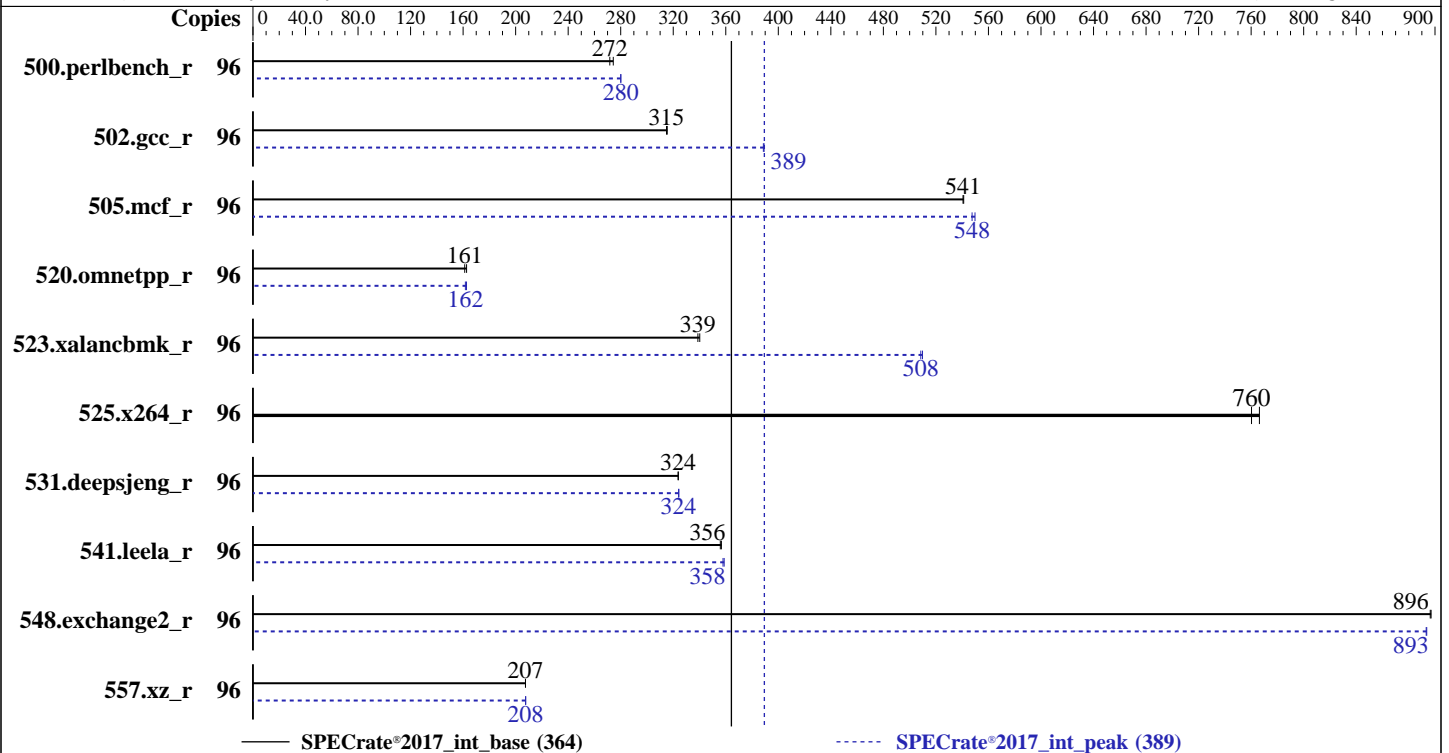 Copies 0 40.0 80.0 120 160 200 240 280 320 360 400 440 480 520 560 600 640 680 720 760 800 840 900
272
500.perlbench_r 96
280
315
502.gcc_r 96
389
541
505.mcf_r 96
548
161
520.omnetpp_r 96
162
339
523.xalancbmk_r 96
508
760
525.x264_r 96
324
531.deepsjeng_r 96
324
356
541.leela_r 96
358
896
548.exchange2_r 96
893
207
557.xz_r 96
208
SPECrate®2017_int_base (364) SPECrate®2017_int_peak (389)